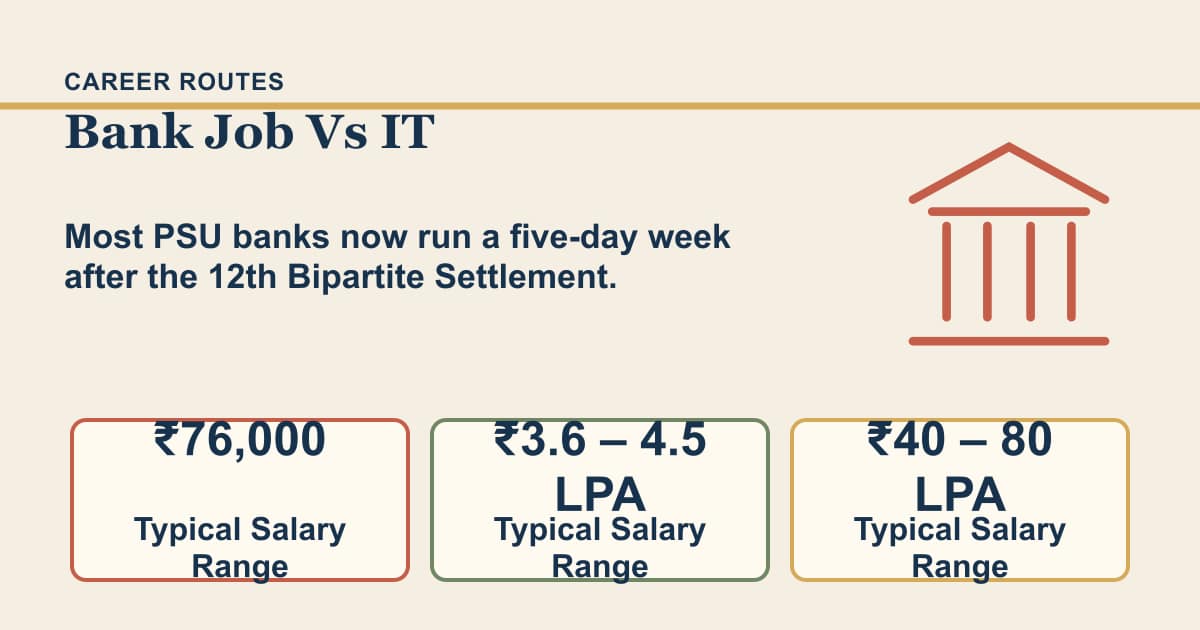 CAREER ROUTES
Bank Job Vs IT
Most PSU banks now run a five-day week
after the 12th Bipartite Settlement.
₹76,000
Typical Salary
Range
₹3.6 – 4.5
LPA
Typical Salary
Range
₹40 – 80
LPA
Typical Salary
Range